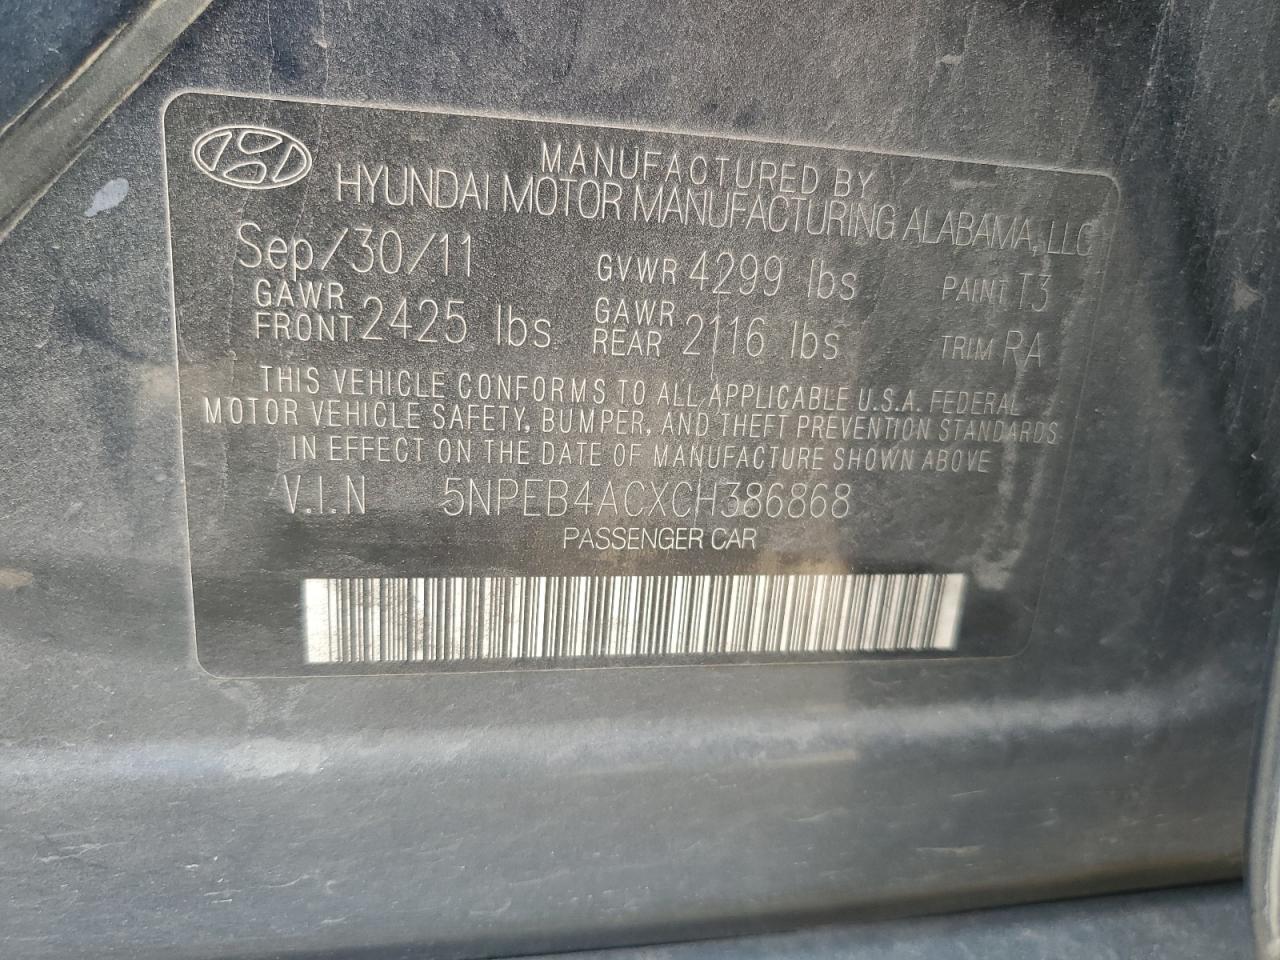 MANUFACTURED BY
HYUNDAI MOTOR MANUFACTURING ALABAMA, LLC
Sep/30/11 GVWR 4299 lbs PAINT T3
GAWR FRONT 2425 lbs GAWR REAR 2116 lbs TRIM RA
THIS VEHICLE CONFORMS TO ALL APPLICABLE U.S.A. FEDERAL
MOTOR VEHICLE SAFETY, BUMPER, AND THEFT PREVENTION STANDARDS
IN EFFECT ON THE DATE OF MANUFACTURE SHOWN ABOVE
V.I.N 5NPEB4ACXCH386868
PASSENGER CAR